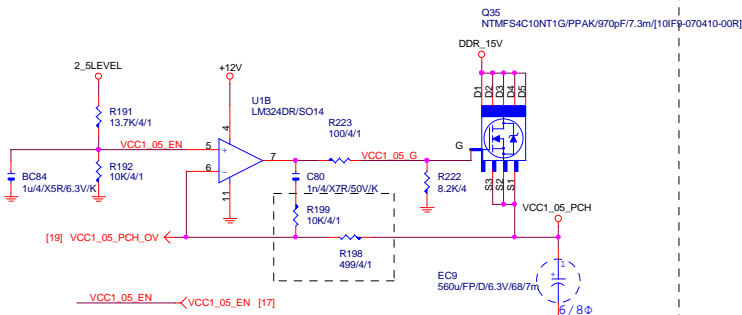 Q35
NTMFS4C10NT1G/PPAK/970pF/7.3m/[10IF9-070410-00R]
DDR_15V
2_5LEVEL
+12V
U1B
LM324DR/SO14
D1
D2
D3
D4
D5
R191
13.7K/4/1
R223
100/4/1
4
VCC1_05_EN
5
+
7
VCC1_05_G
G
6
-
BC84
1u/4/X5R/6.3V/K
R192
10K/4/1
C80
1n/4/X7R/50V/K
R222
8.2K/4
S3
S2
S1
11
R199
10K/4/1
VCC1_05_PCH
[19] VCC1_05_PCH_OV
R198
499/4/1
EC9
560u/FP/D/6.3V/68/7m
1
+
VCC1_05_EN
VCC1_05_EN [17]
6/8Φ